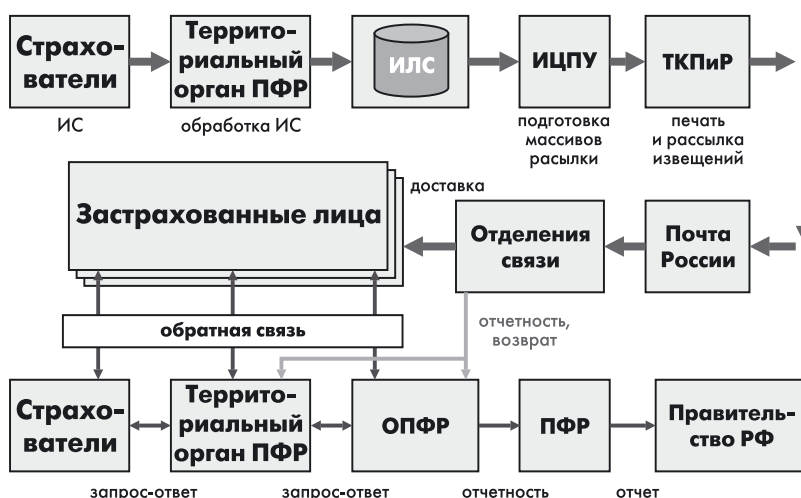 Страхо-
ватели
Террито-
риальный
орган ПФР
ИЛС
ИЦПУ
ТКПиР
ИС
обработка ИС
подготовка
массивов
расылки
печать
и рассылка
извещений
Застрахованные лица
доставка
Отделения
связи
Почта
России
обратная связь
отчетность,
возврат
Страхо-
ватели
Террито-
риальный
орган ПФР
ОПФР
ПФР
Правитель-
ство РФ
запрос-ответ
запрос-ответ
отчетность
отчет